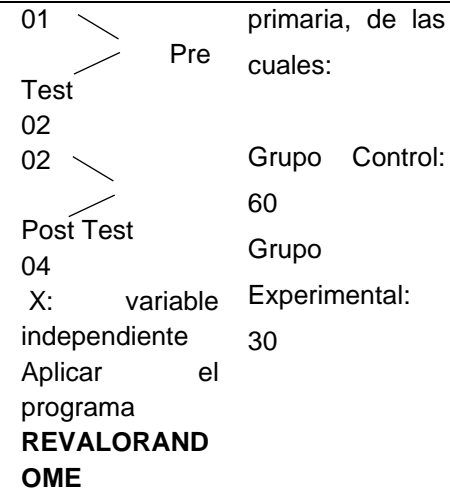 01
Pre
Test
02
02
Post Test
04
X: variable
independiente
Aplicar el
programa
REVALORAND
OME
primaria, de las
cuales:
Grupo Control:
60
Grupo
Experimental:
30